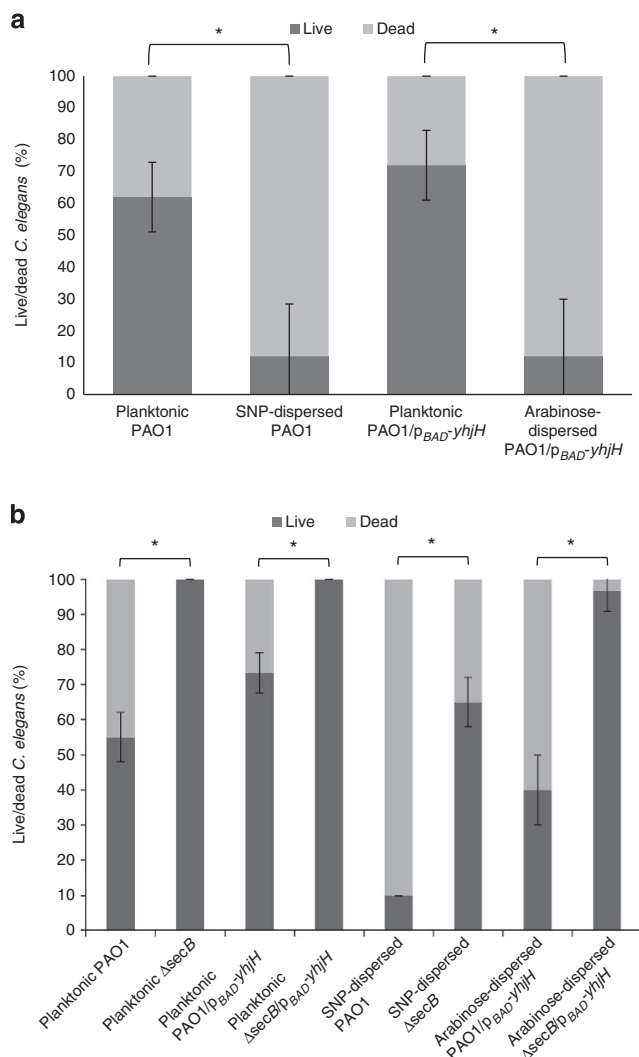 a
Live Dead
*
*
Live/dead C. elegans (%)
100
90
80
70
60
50
40
30
20
10
0
Planktonic
PAO1
SNP-dispersed
PAO1
Planktonic
PAO1/pBAD-yhjH
Arabinose-
dispersed
PAO1/pBAD-yhjH
b
Live Dead
*
*
*
*
Live/dead C. elegans (%)
100
90
80
70
60
50
40
30
20
10
0
Planktonic PAO1
Planktonic ΔsecB
Planktonic
PAO1/pBAD-yhjH
Planktonic
ΔsecB/pBAD-yhjH
SNP-dispersed
PAO1
SNP-dispersed
ΔsecB
Arabinose-dispersed
PAO1/pBAD-yhjH
Arabinose-dispersed
ΔsecB/pBAD-yhjH